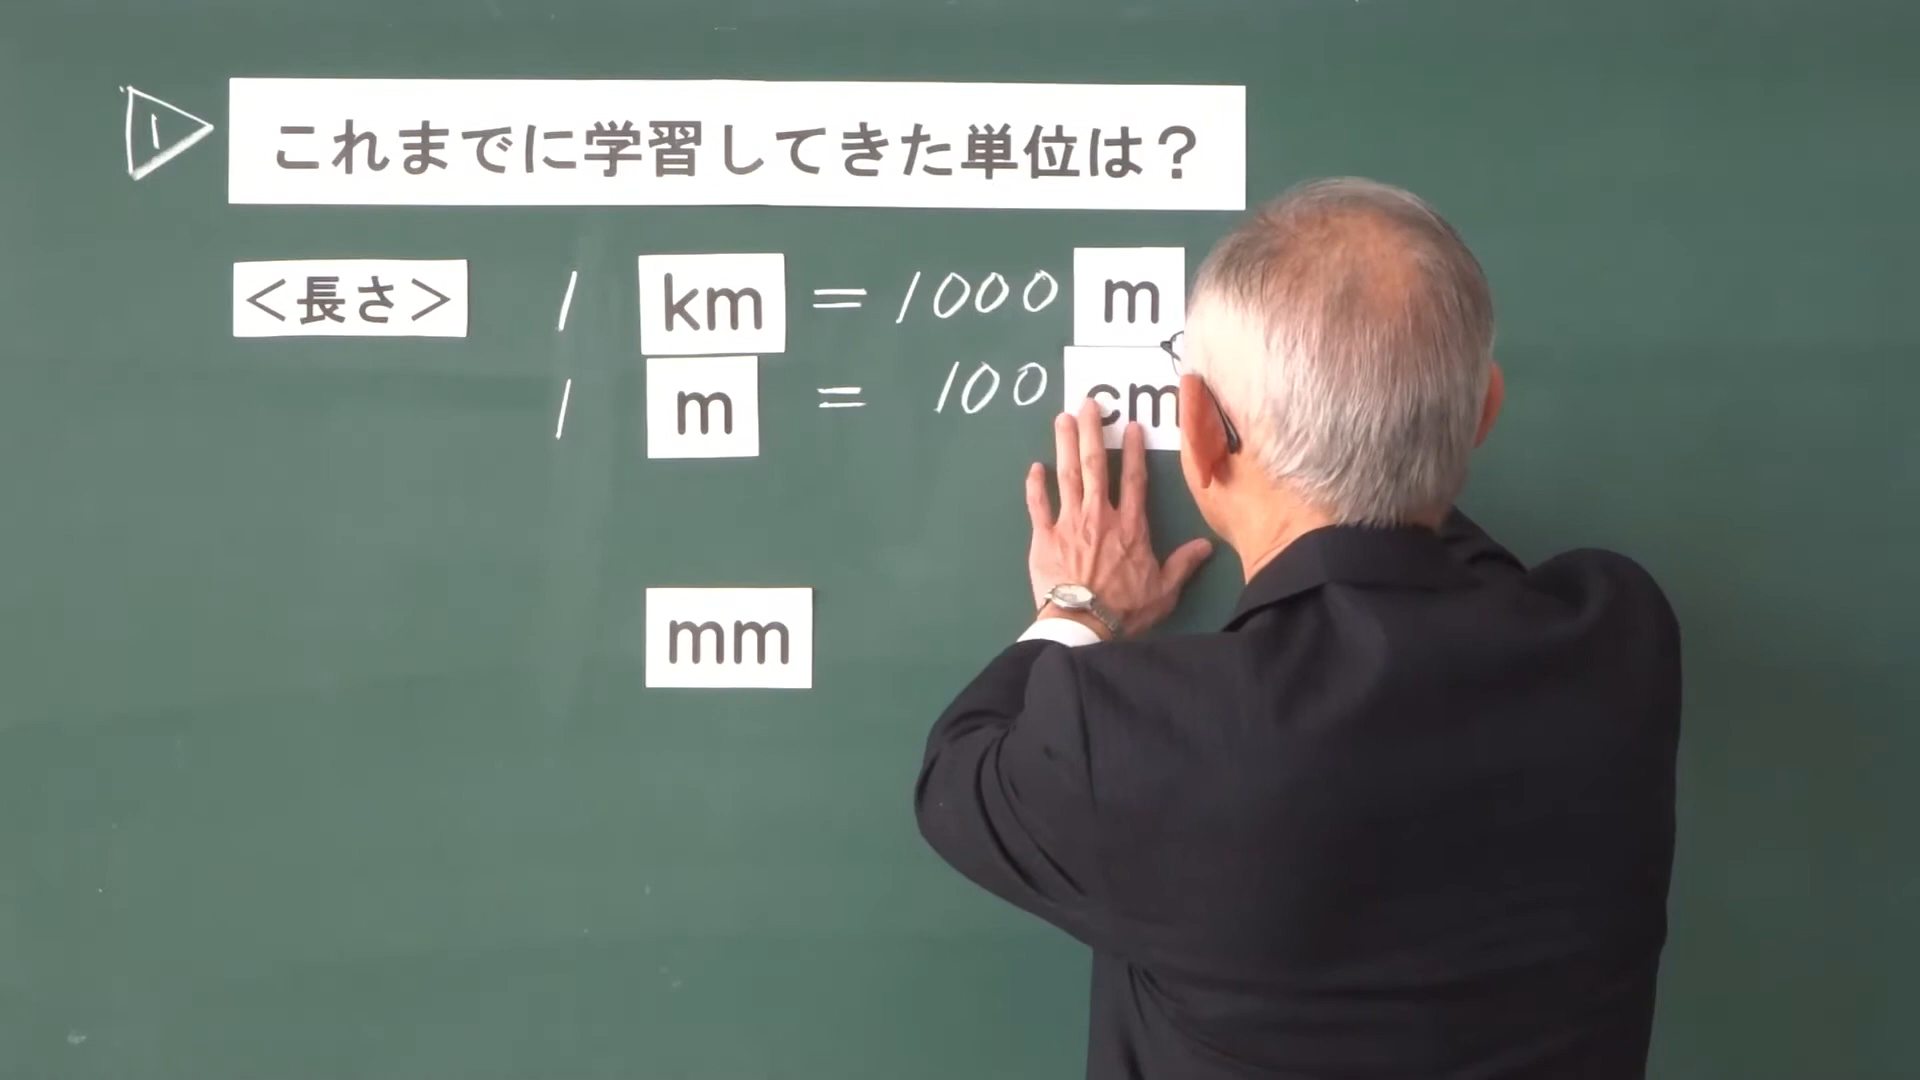 1 これまでに学習してきた単位は？
＜長さ＞ 1 km = 1000 m
1 m = 100 cm
mm